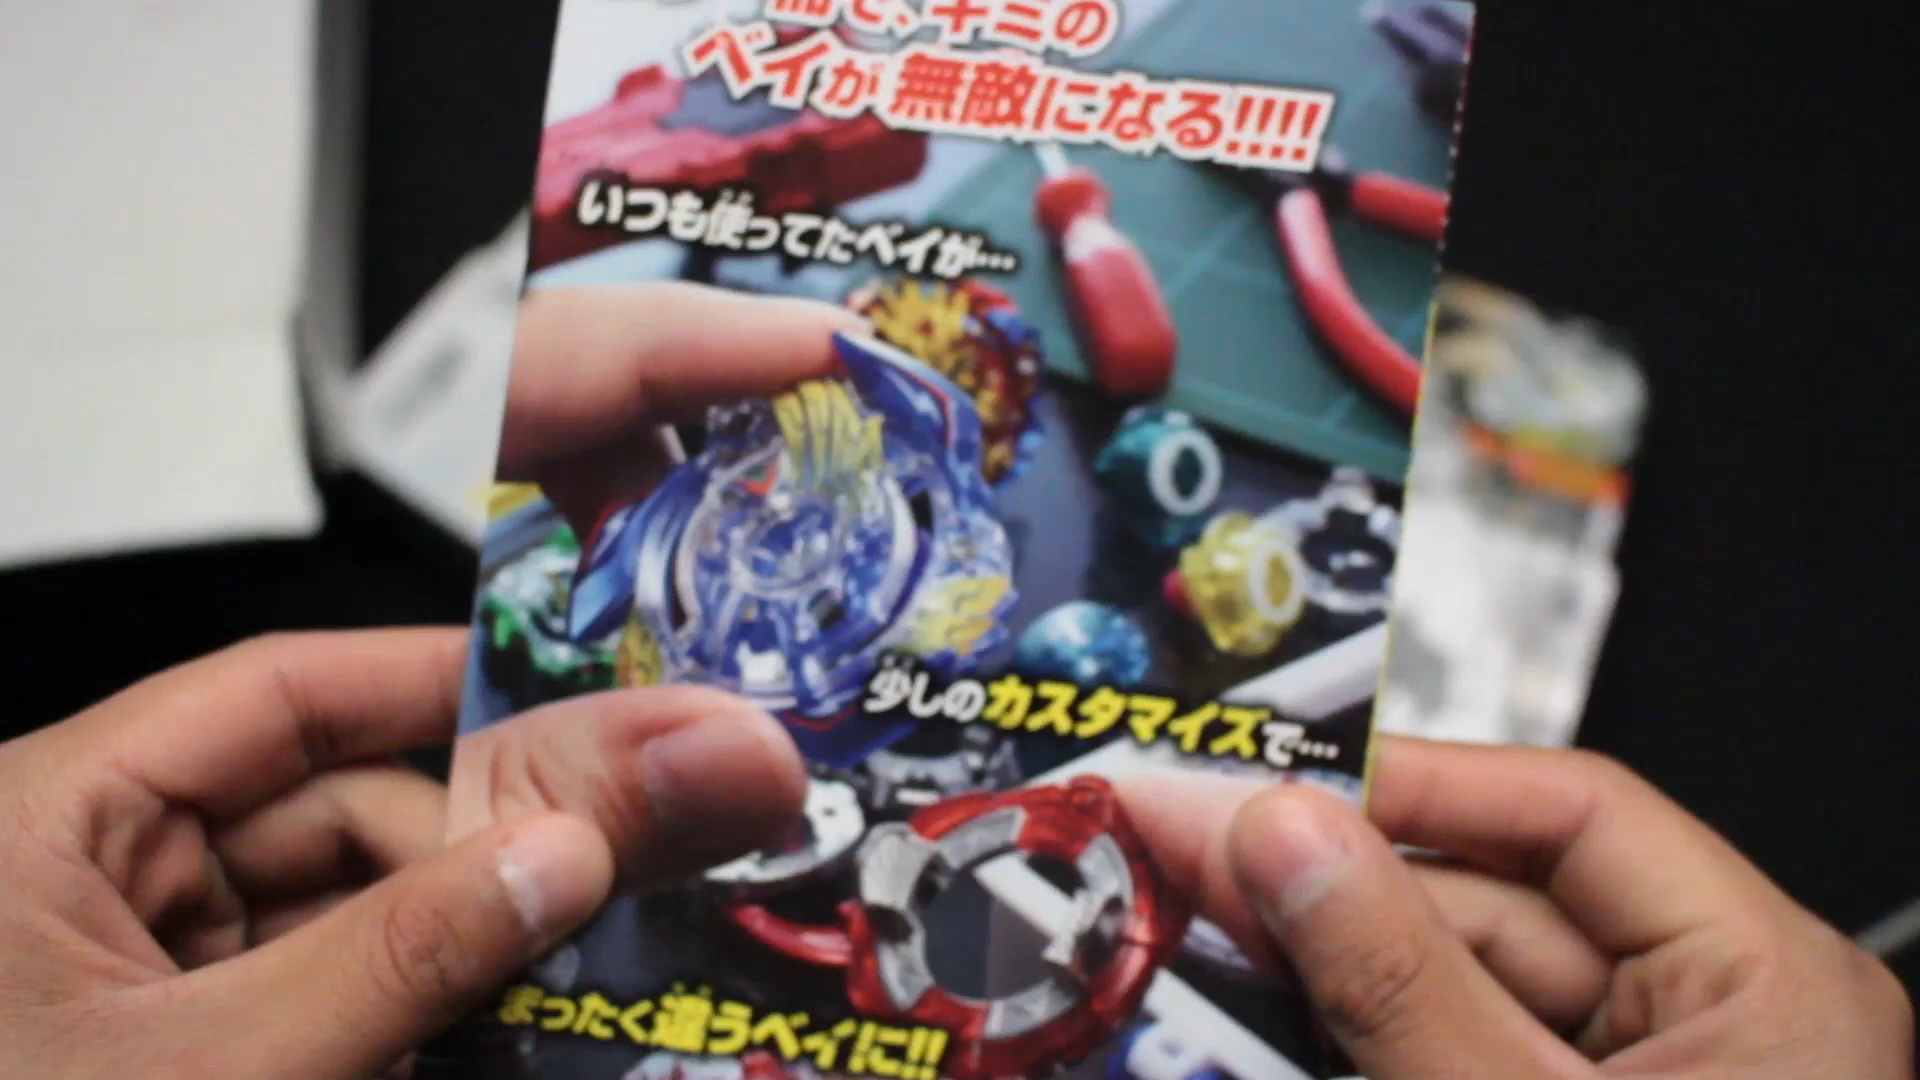 で、キミの
ベイが無敵になる!!!!
いつも使ってたベイが…
少しのカスタマイズで…
まったく違うベイに!!